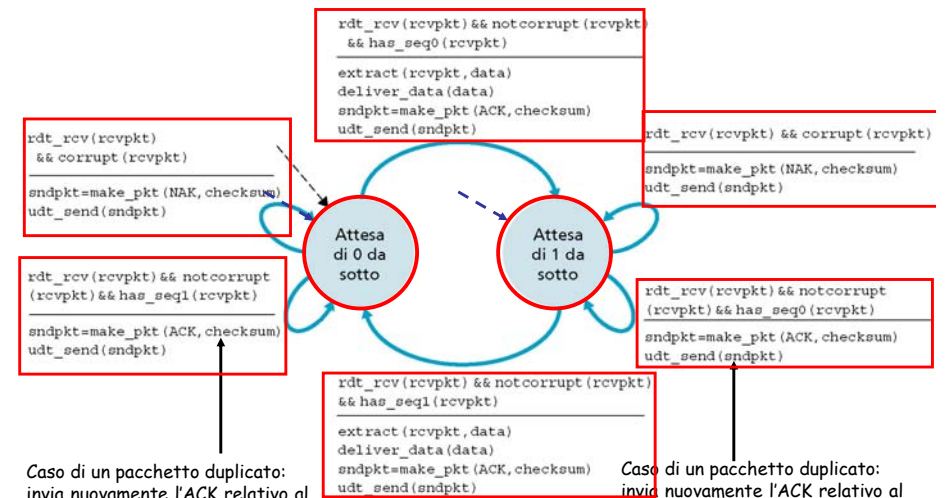 rdt_rcv(rcvpkt)&& notcorrupt(rcvpkt)
&& has_seq0(rcvpkt)
extract(rcvpkt,data)
deliver_data(data)
sndpkt=make_pkt(ACK,checksum)
udt_send(sndpkt)
rdt_rcv(rcvpkt)
&& corrupt(rcvpkt)
sndpkt=make_pkt(NAK,checksum)
udt_send(sndpkt)
rdt_rcv(rcvpkt) && corrupt(rcvpkt)
sndpkt=make_pkt(NAK,checksum)
udt_send(sndpkt)
Attesa
di 0 da
sotto
Attesa
di 1 da
sotto
rdt_rcv(rcvpkt)&& notcorrupt
(rcvpkt)&& has_seq1(rcvpkt)
sndpkt=make_pkt(ACK,checksum)
udt_send(sndpkt)
rdt_rcv(rcvpkt)&& notcorrupt
(rcvpkt)&& has_seq0(rcvpkt)
sndpkt=make_pkt(ACK,checksum)
udt_send(sndpkt)
rdt_rcv(rcvpkt) && notcorrupt(rcvpkt)
&& has_seq1(rcvpkt)
extract(rcvpkt,data)
deliver_data(data)
sndpkt=make_pkt(ACK,checksum)
udt_send(sndpkt)
Caso di un pacchetto duplicato:
invia nuovamente l'ACK relativo al
Caso di un pacchetto duplicato:
invia nuovamente l'ACK relativo al